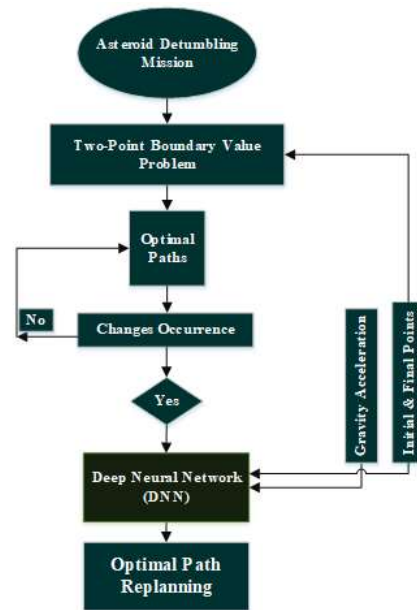 Asteroid Detumbling
Mission
Two-Point Boundary Value
Problem
Optimal
Paths
No
Changes Occurrence
Yes
Gravity Acceleration
Initial & Final Points
Deep Neural Network
(DNN)
Optimal Path
Replanning